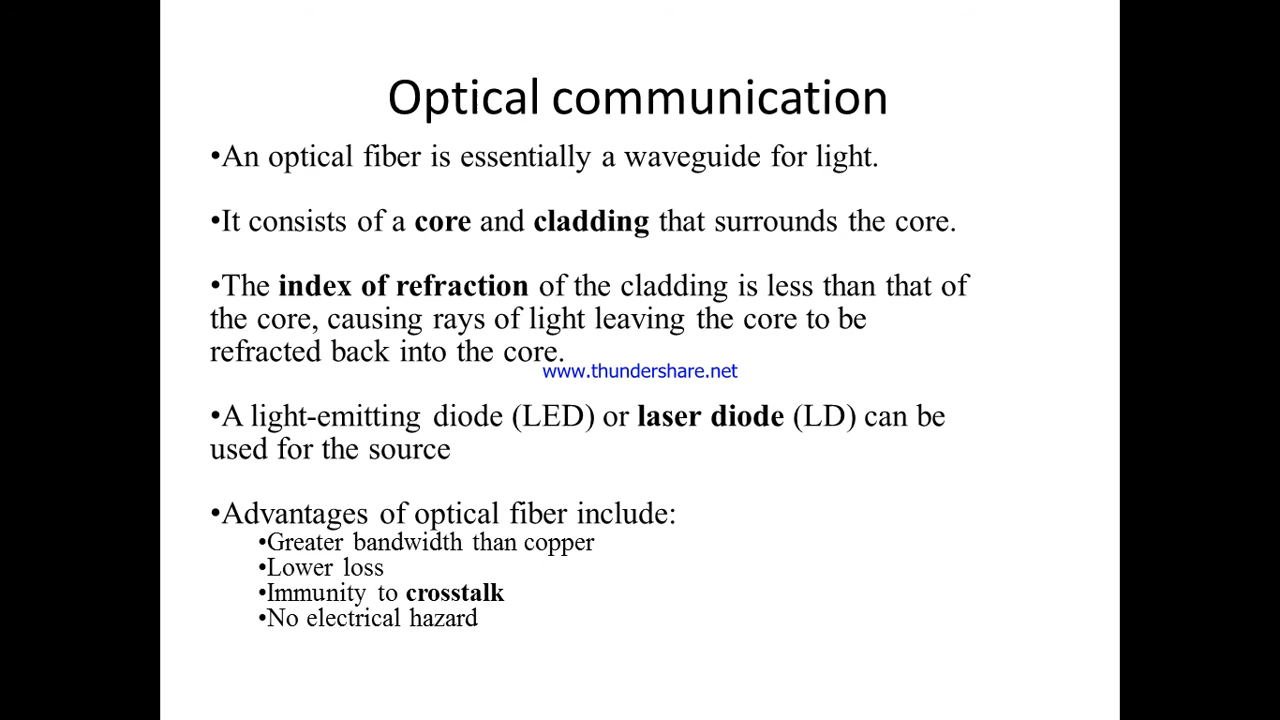 Optical communication
•An optical fiber is essentially a waveguide for light.
•It consists of a core and cladding that surrounds the core.
•The index of refraction of the cladding is less than that of
the core, causing rays of light leaving the core to be
refracted back into the core.
www.thundershare.net
•A light-emitting diode (LED) or laser diode (LD) can be
used for the source
•Advantages of optical fiber include:
•Greater bandwidth than copper
•Lower loss
•Immunity to crosstalk
•No electrical hazard